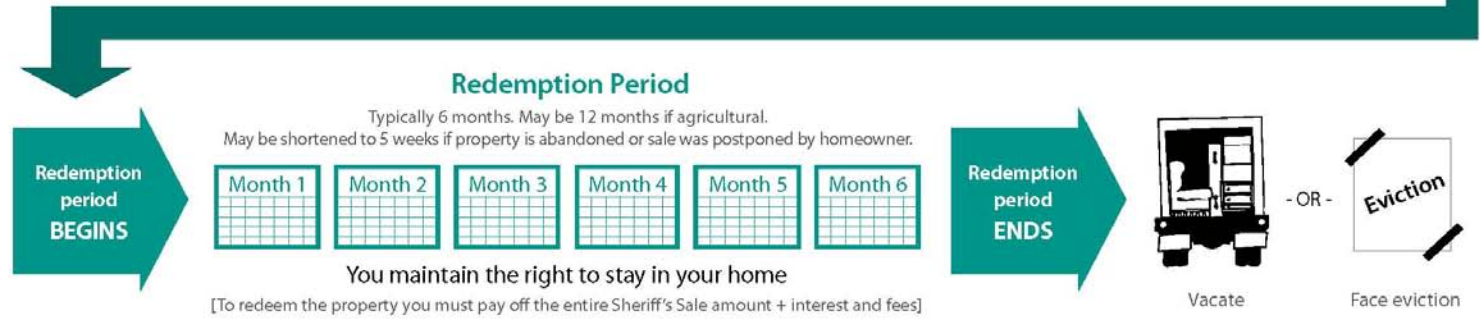 Redemption Period
Typically 6 months. May be 12 months if agricultural.
May be shortened to 5 weeks if property is abandoned or sale was postponed by homeowner.
Redemption
period
BEGINS
Month 1
Month 2
Month 3
Month 4
Month 5
Month 6
You maintain the right to stay in your home
[To redeem the property you must pay off the entire Sheriff's Sale amount + interest and fees]
Redemption
period
ENDS
Vacate
- OR -
Eviction
Face eviction